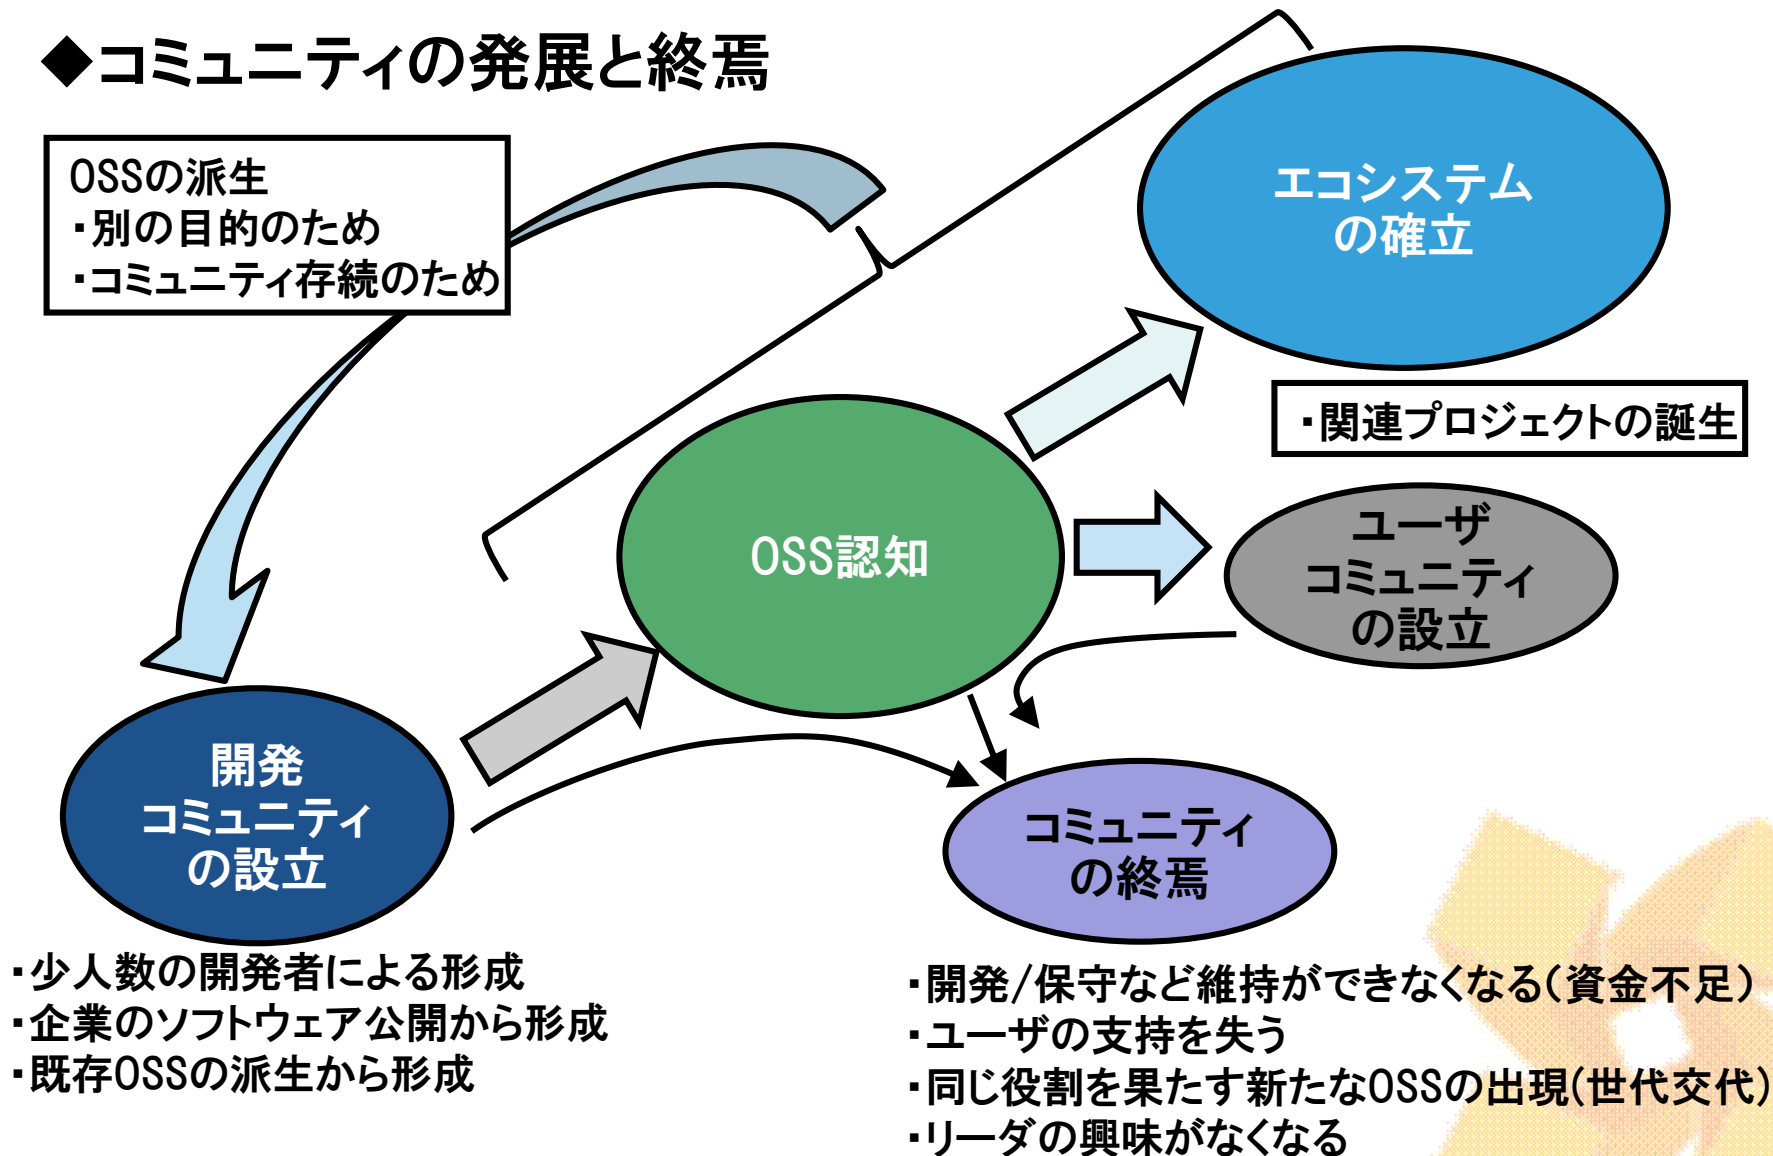 ◆コミュニティの発展と終焉
OSSの派生
・別の目的のため
・コミュニティ存続のため
エコシステム
の確立
・関連プロジェクトの誕生
OSS認知
ユーザ
コミュニティ
の設立
開発
コミュニティ
の設立
コミュニティ
の終焉
・少人数の開発者による形成
・企業のソフトウェア公開から形成
・既存OSSの派生から形成
・開発/保守など維持ができなくなる(資金不足)
・ユーザの支持を失う
・同じ役割を果たす新たなOSSの出現(世代交代)
・リーダの興味がなくなる